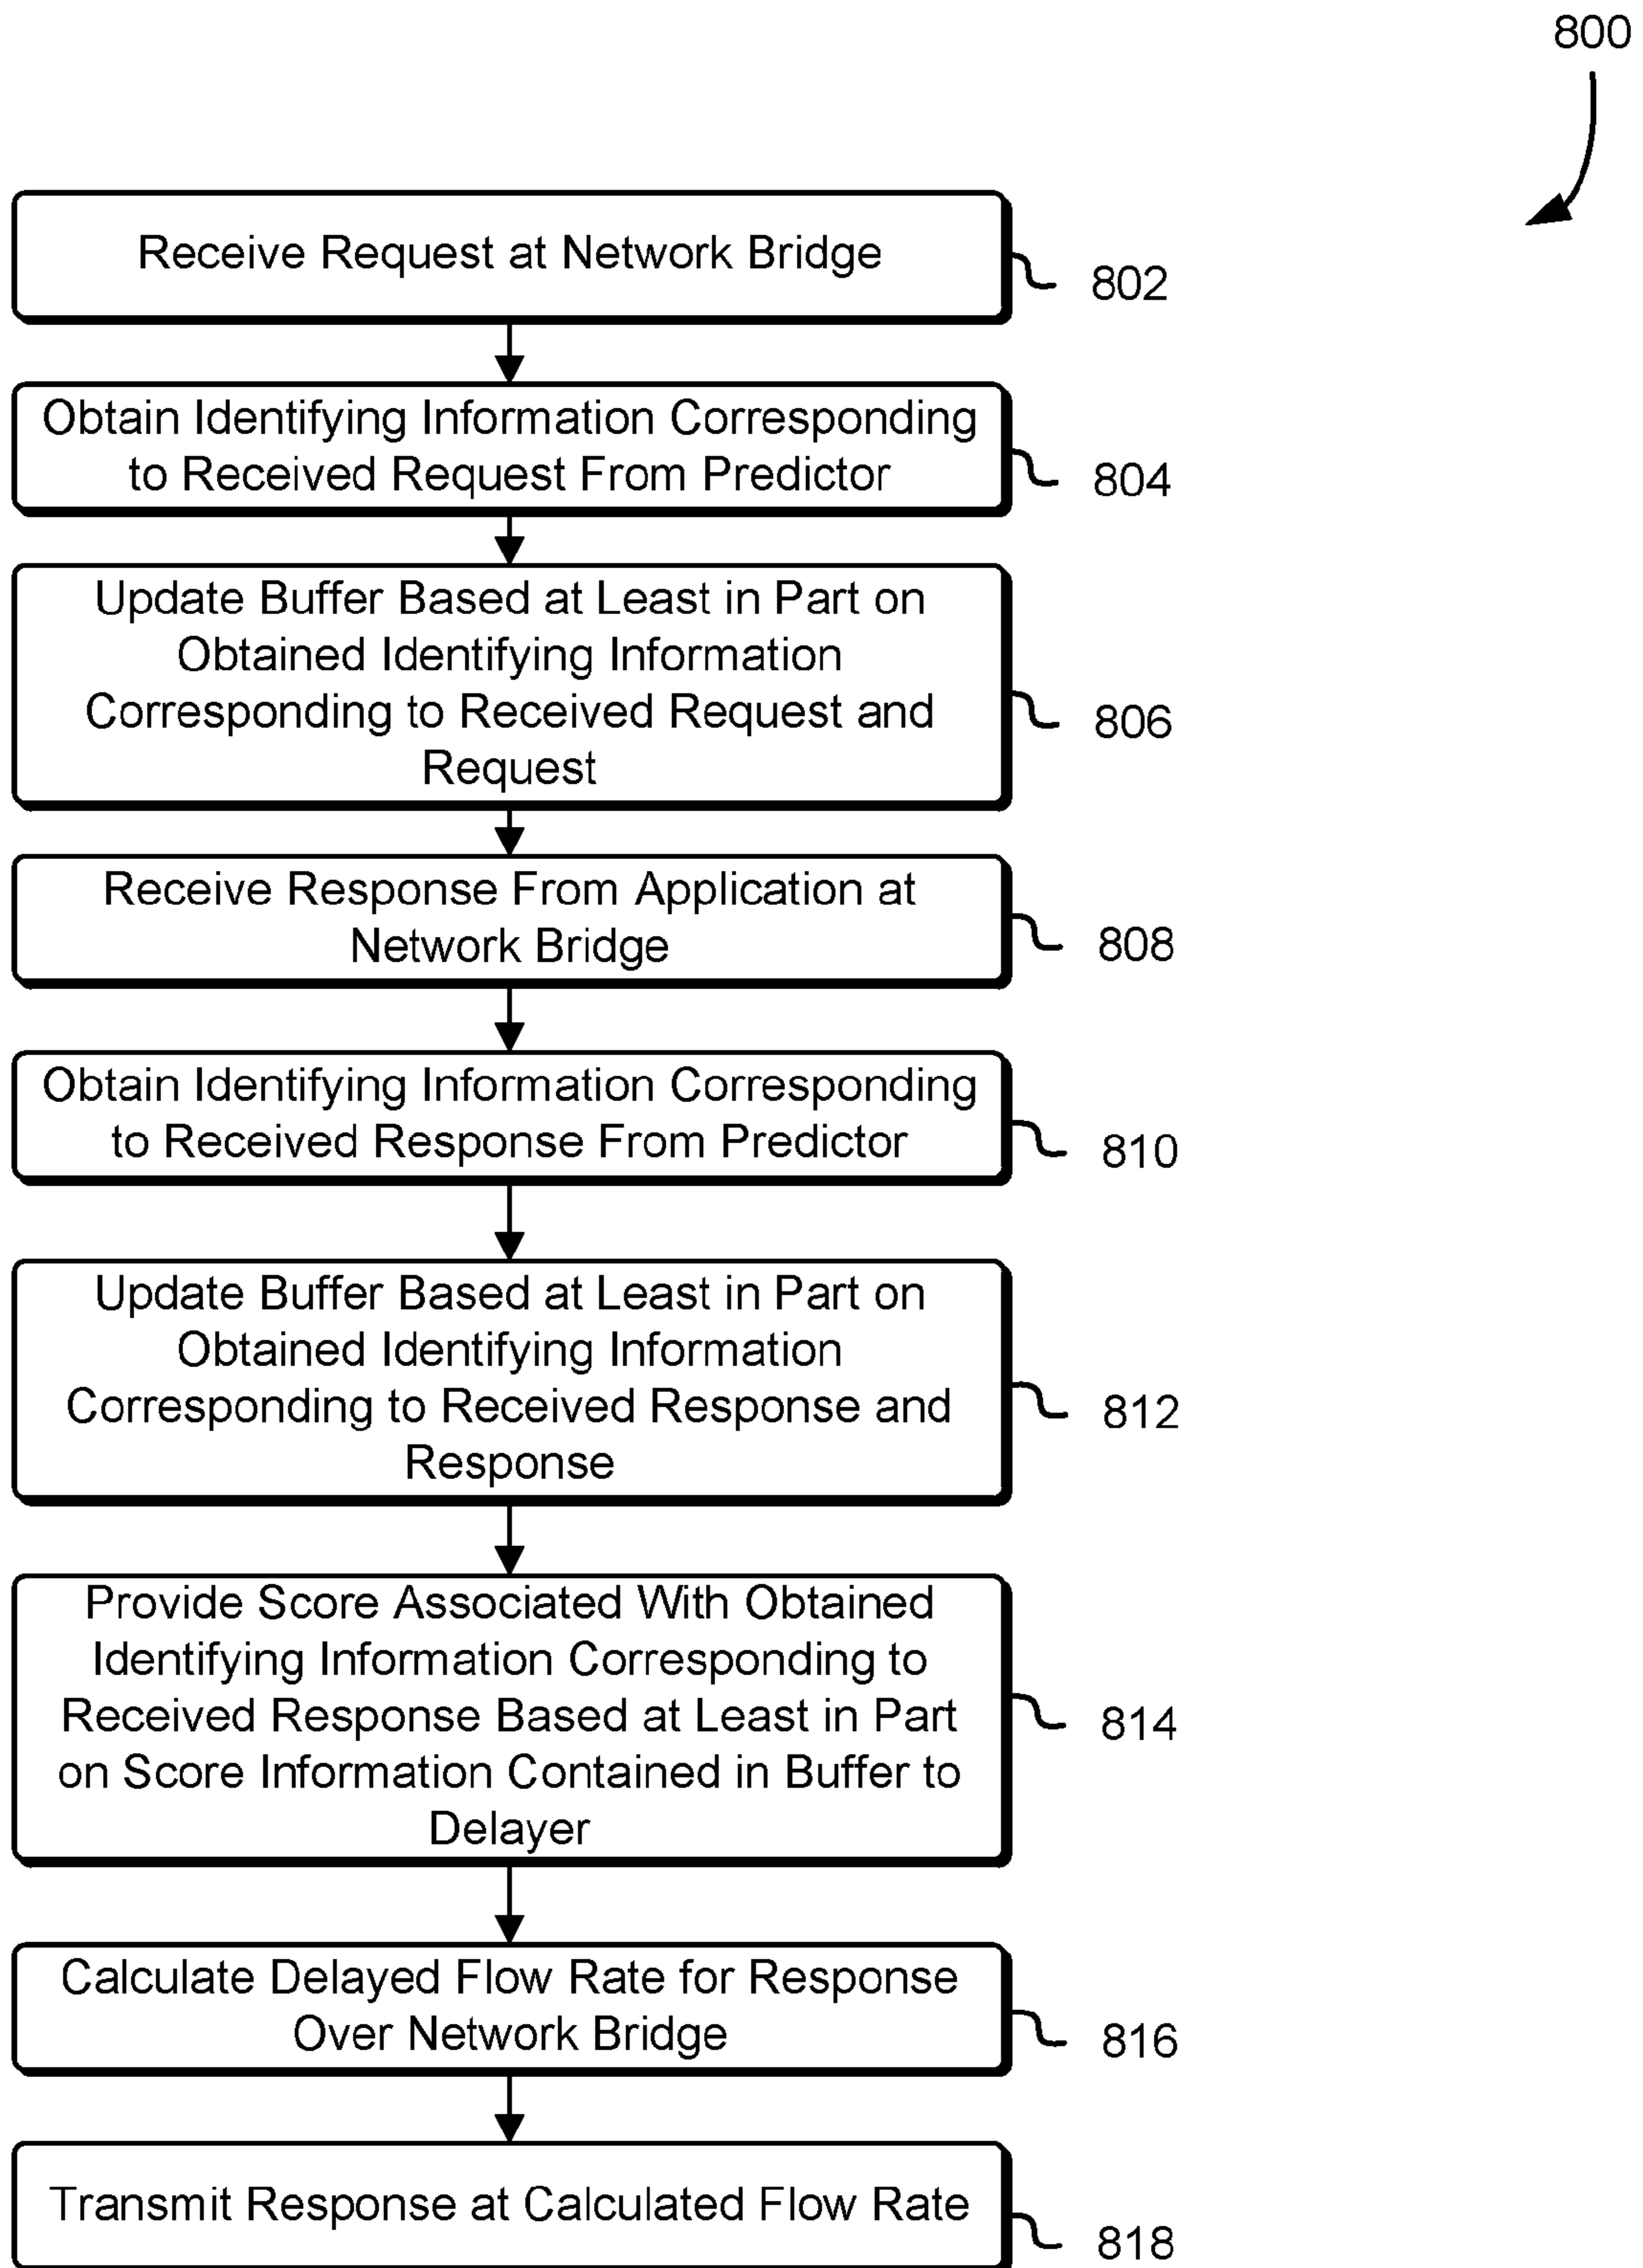 800
Receive Request at Network Bridge
802
Obtain Identifying Information Corresponding
to Received Request From Predictor
804
Update Buffer Based at Least in Part on
Obtained Identifying Information
Corresponding to Received Request and
Request
806
Receive Response From Application at
Network Bridge
808
Obtain Identifying Information Corresponding
to Received Response From Predictor
810
Update Buffer Based at Least in Part on
Obtained Identifying Information
Corresponding to Received Response and
Response
812
Provide Score Associated With Obtained
Identifying Information Corresponding to
Received Response Based at Least in Part
on Score Information Contained in Buffer to
Delayer
814
Calculate Delayed Flow Rate for Response
Over Network Bridge
816
Transmit Response at Calculated Flow Rate
818